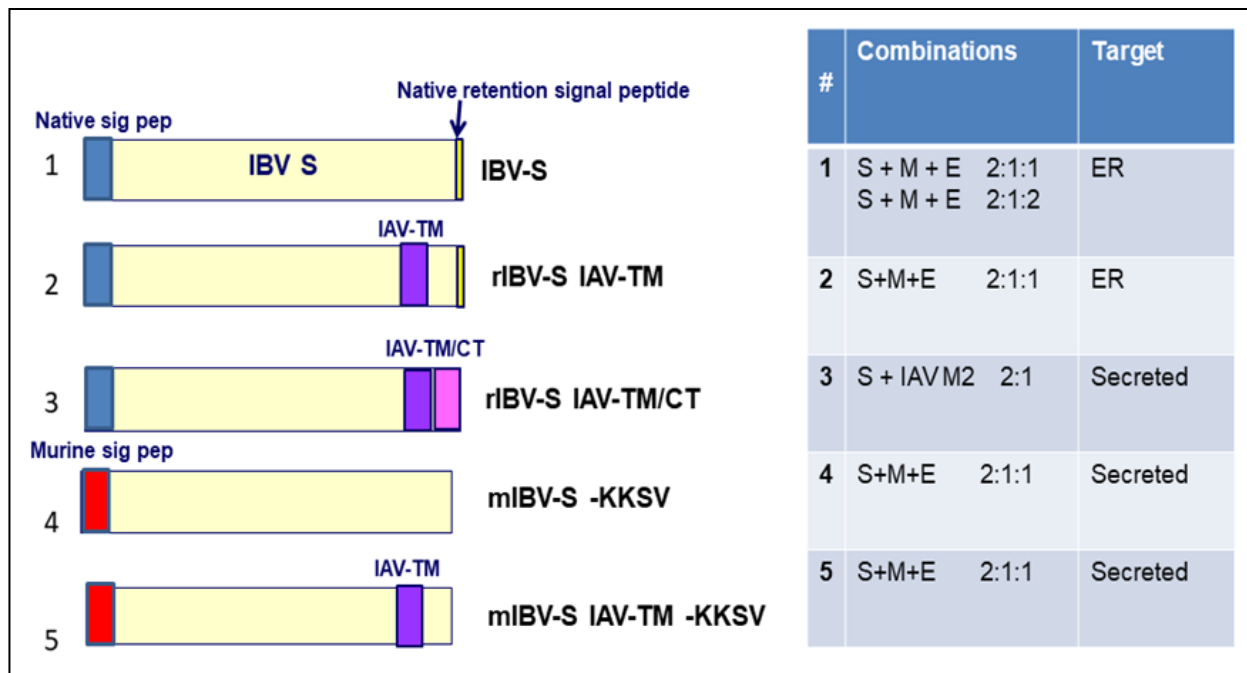 Native retention signal peptide
Native sig pep
1 IBV S IBV-S
IAV-TM
2 rIBV-S IAV-TM
IAV-TM/CT
3 rIBV-S IAV-TM/CT
Murine sig pep
4 mIBV-S -KKSV
IAV-TM
5 mIBV-S IAV-TM -KKSV
# Combinations Target
1 S + M + E 2:1:1 ER
S + M + E 2:1:2
2 S+M+E 2:1:1 ER
3 S + IAV M2 2:1 Secreted
4 S+M+E 2:1:1 Secreted
5 S+M+E 2:1:1 Secreted